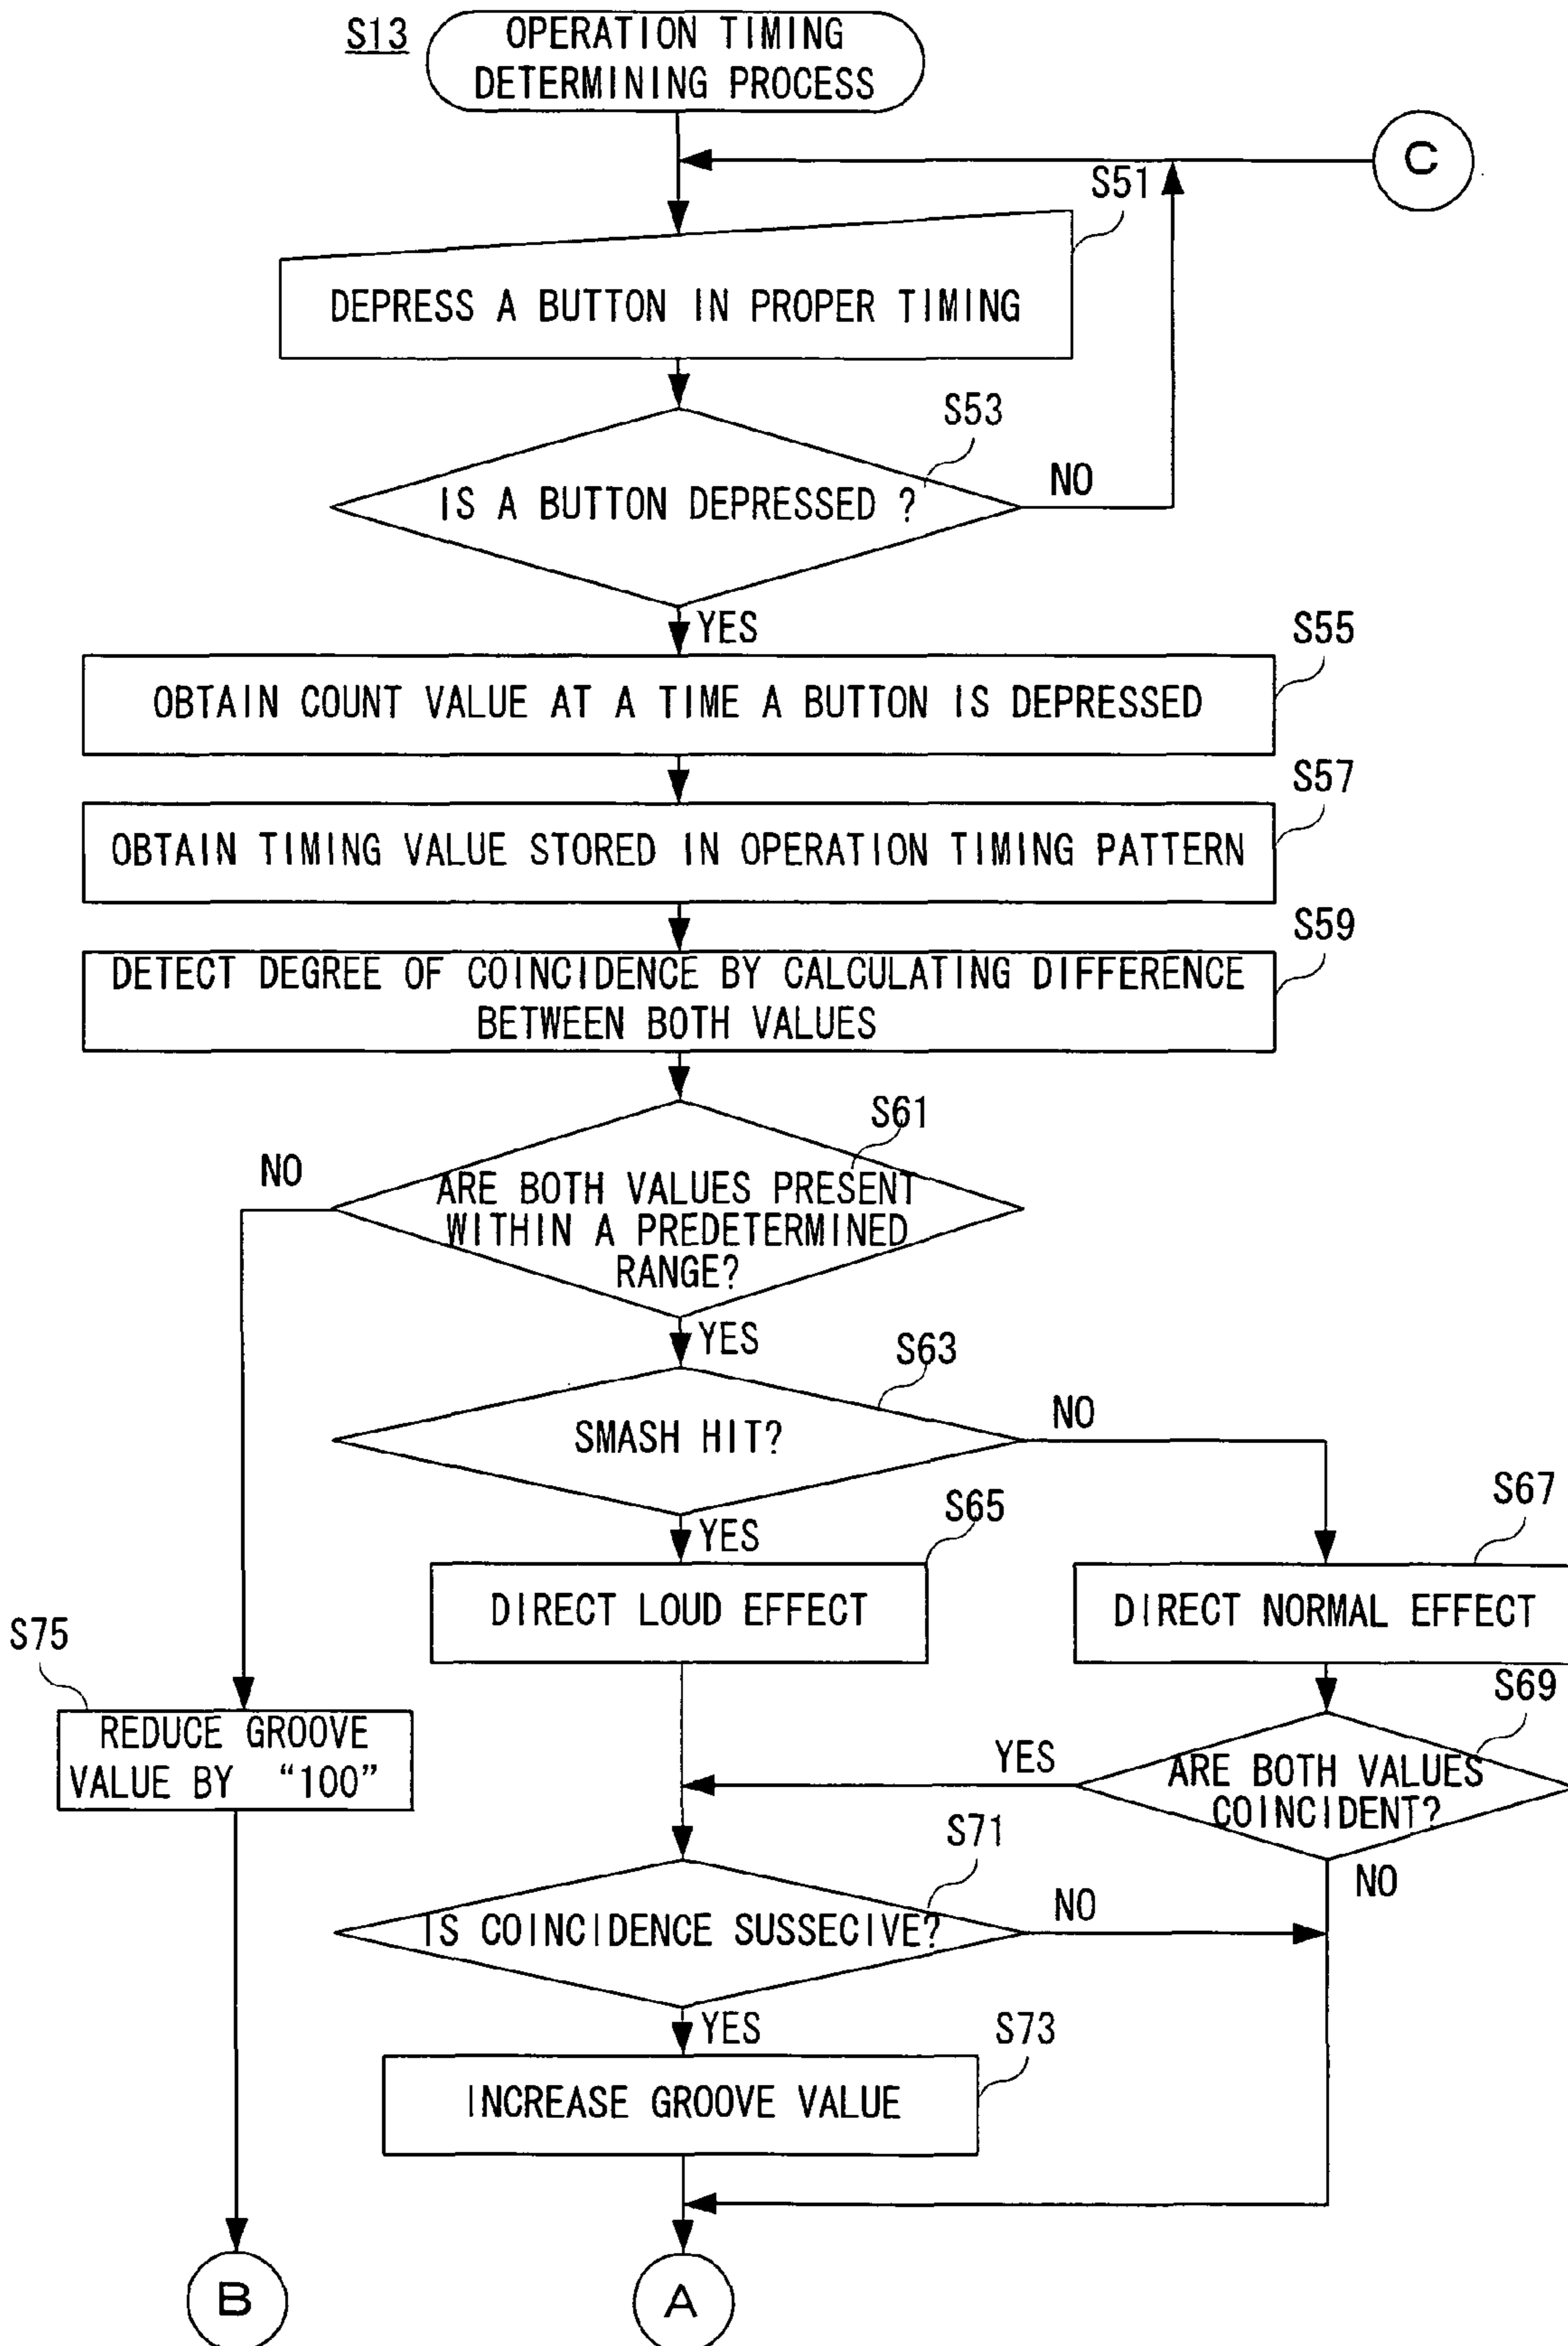 S13
OPERATION TIMING
DETERMINING PROCESS
C
S51
DEPRESS A BUTTON IN PROPER TIMING
S53
IS A BUTTON DEPRESSED ?
NO
YES
S55
OBTAIN COUNT VALUE AT A TIME A BUTTON IS DEPRESSED
S57
OBTAIN TIMING VALUE STORED IN OPERATION TIMING PATTERN
S59
DETECT DEGREE OF COINCIDENCE BY CALCULATING DIFFERENCE
BETWEEN BOTH VALUES
S61
NO
ARE BOTH VALUES PRESENT
WITHIN A PREDETERMINED
RANGE?
YES
S63
SMASH HIT?
NO
YES
S65
S67
DIRECT LOUD EFFECT
DIRECT NORMAL EFFECT
S75
REDUCE GROOVE
VALUE BY “100”
S69
YES
ARE BOTH VALUES
COINCIDENT?
NO
S71
IS COINCIDENCE SUSSECIVE?
NO
YES
S73
INCREASE GROOVE VALUE
B
A